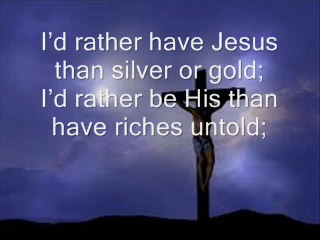 I’d rather have Jesus
than silver or gold;
I’d rather be His than
have riches untold;